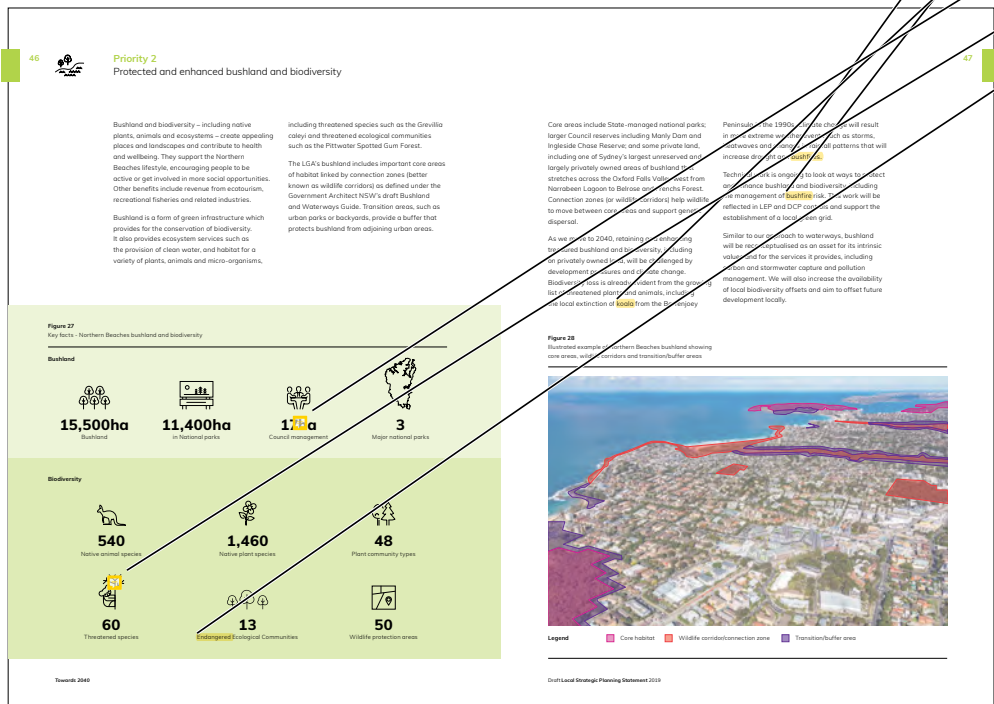 46
Priority 2
Protected and enhanced bushland and biodiversity
47
Bushland and biodiversity – including native
plants, animals and ecosystems – create appealing
places and landscapes and contribute to health
and wellbeing. They support the Northern
Beaches lifestyle, encouraging people to be
active or get involved in more social opportunities.
Other benefits include revenue from ecotourism,
recreational fisheries and related industries.
Bushland is a form of green infrastructure which
provides for the conservation of biodiversity.
It also provides ecosystem services such as
the provision of clean water, and habitat for a
variety of plants, animals and micro-organisms,
including threatened species such as the Grevillia
caleyi and threatened ecological communities
such as the Pittwater Spotted Gum Forest.
The LGA's bushland includes important core areas
of habitat linked by connection zones (better
known as wildlife corridors) as defined under the
Government Architect NSW's draft Bushland
and Waterways Guide. Transition areas, such as
urban parks or backyards, provide a buffer that
protects bushland from adjoining urban areas.
Core areas include State-managed national parks;
larger Council reserves including Manly Dam and
Ingleside Chase Reserve; and some private land,
including one of Sydney's largest unreserved and
largely privately owned areas of bushland that
stretches across the Oxford Falls Valley west from
Narrabeen Lagoon to Belrose and Frenchs Forest.
Connection zones (or wildlife corridors) help wildlife
to move between core areas and support genetic
dispersal.
As we move to 2040, retaining and enhancing
treasured bushland and biodiversity, including
on privately owned land, will be challenged by
development pressures and climate change.
Biodiversity loss is already evident from the growing
list of threatened plants and animals, including
the local extinction of koala from the Barrenjoey
Peninsula in the 1990s. Climate change will result
in more extreme weather events such as storms,
heatwaves and changes in rainfall patterns that will
increase drought and bushfires.
Technical work is ongoing to look at ways to protect
and enhance bushland and biodiversity, including
the management of bushfire risk. This work will be
reflected in LEP and DCP controls and support the
establishment of a local green grid.
Similar to our approach to waterways, bushland
will be reconceptualised as an asset for its intrinsic
values and for the services it provides, including
carbon and stormwater capture and pollution
management. We will also increase the availability
of local biodiversity offsets and aim to offset future
development locally.
Figure 27
Key facts - Northern Beaches bushland and biodiversity
Bushland
15,500ha
Bushland
11,400ha
in National parks
Council management
3
Major national parks
Biodiversity
540
Native animal species
1,460
Native plant species
48
Plant community types
60
Threatened species
13
Endangered Ecological Communities
50
Wildlife protection areas
Figure 28
Illustrated example of Northern Beaches bushland showing
core areas, wildlife corridors and transition/buffer areas
Legend
Core habitat
Wildlife corridor/connection zone
Transition/buffer area
Towards 2040
Draft Local Strategic Planning Statement 2019